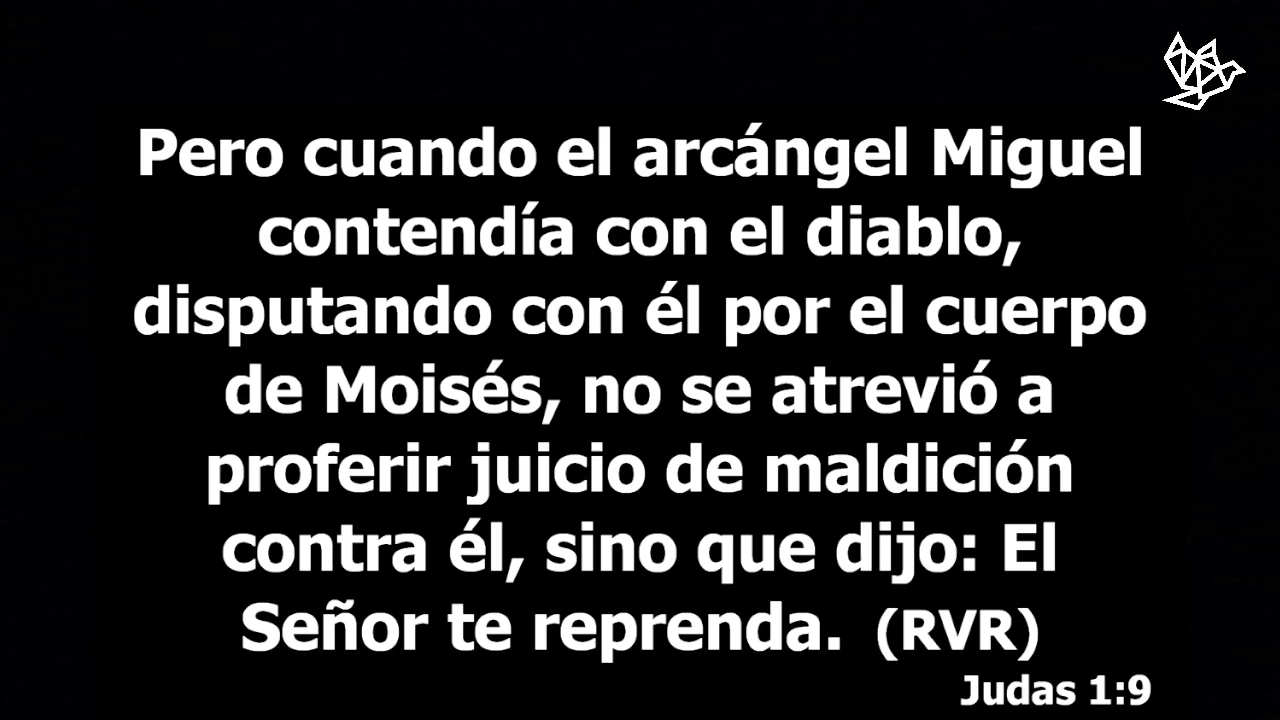 Pero cuando el arcángel Miguel
contendía con el diablo,
disputando con él por el cuerpo
de Moisés, no se atrevió a
proferir juicio de maldición
contra él, sino que dijo: El
Señor te reprenda. (RVR)
Judas 1:9